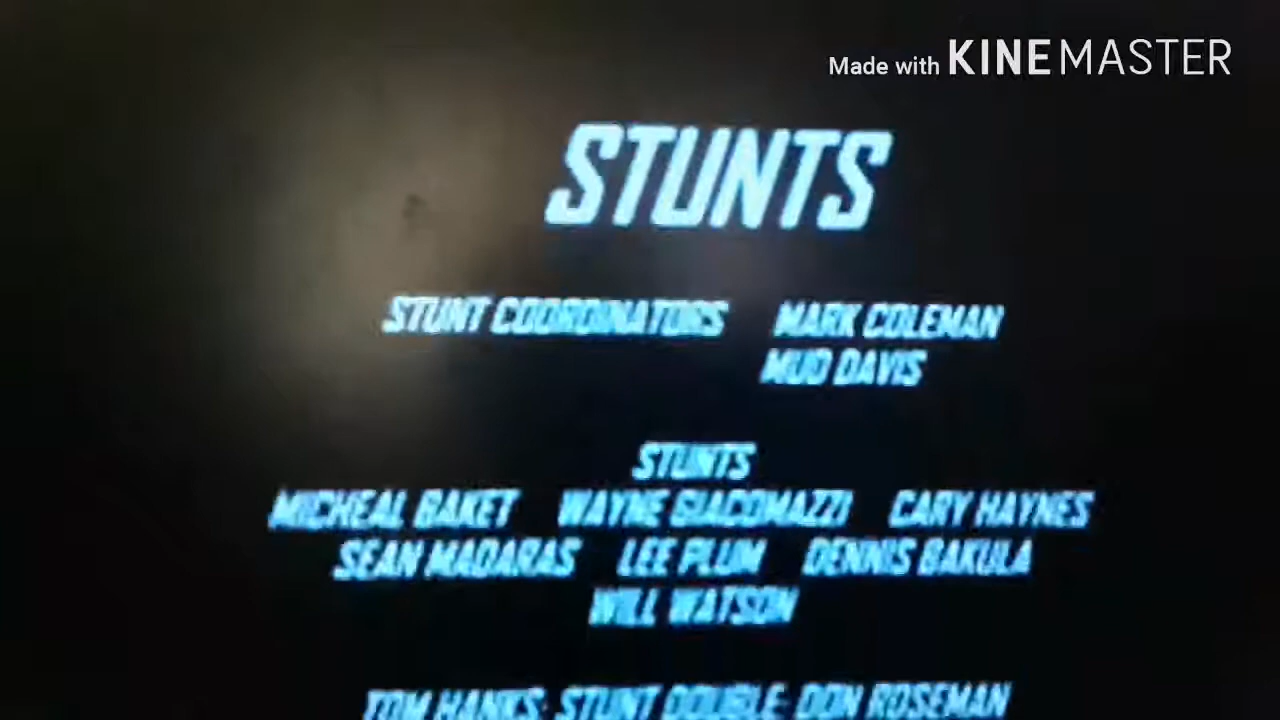 Made with KINEMASTER
STUNTS
STUNT COORDINATORS MARK COLEMAN
MUD DAVIS
STUNTS
MICHEAL BAKET WAYNE GIACOMAZZI CARY HAYNES
SEAN MADARAS LEE PLUM DENNIS BAKULA
WILL WATSON
TOM HANKS: STUNT DOUBLE: DON ROSEMAN